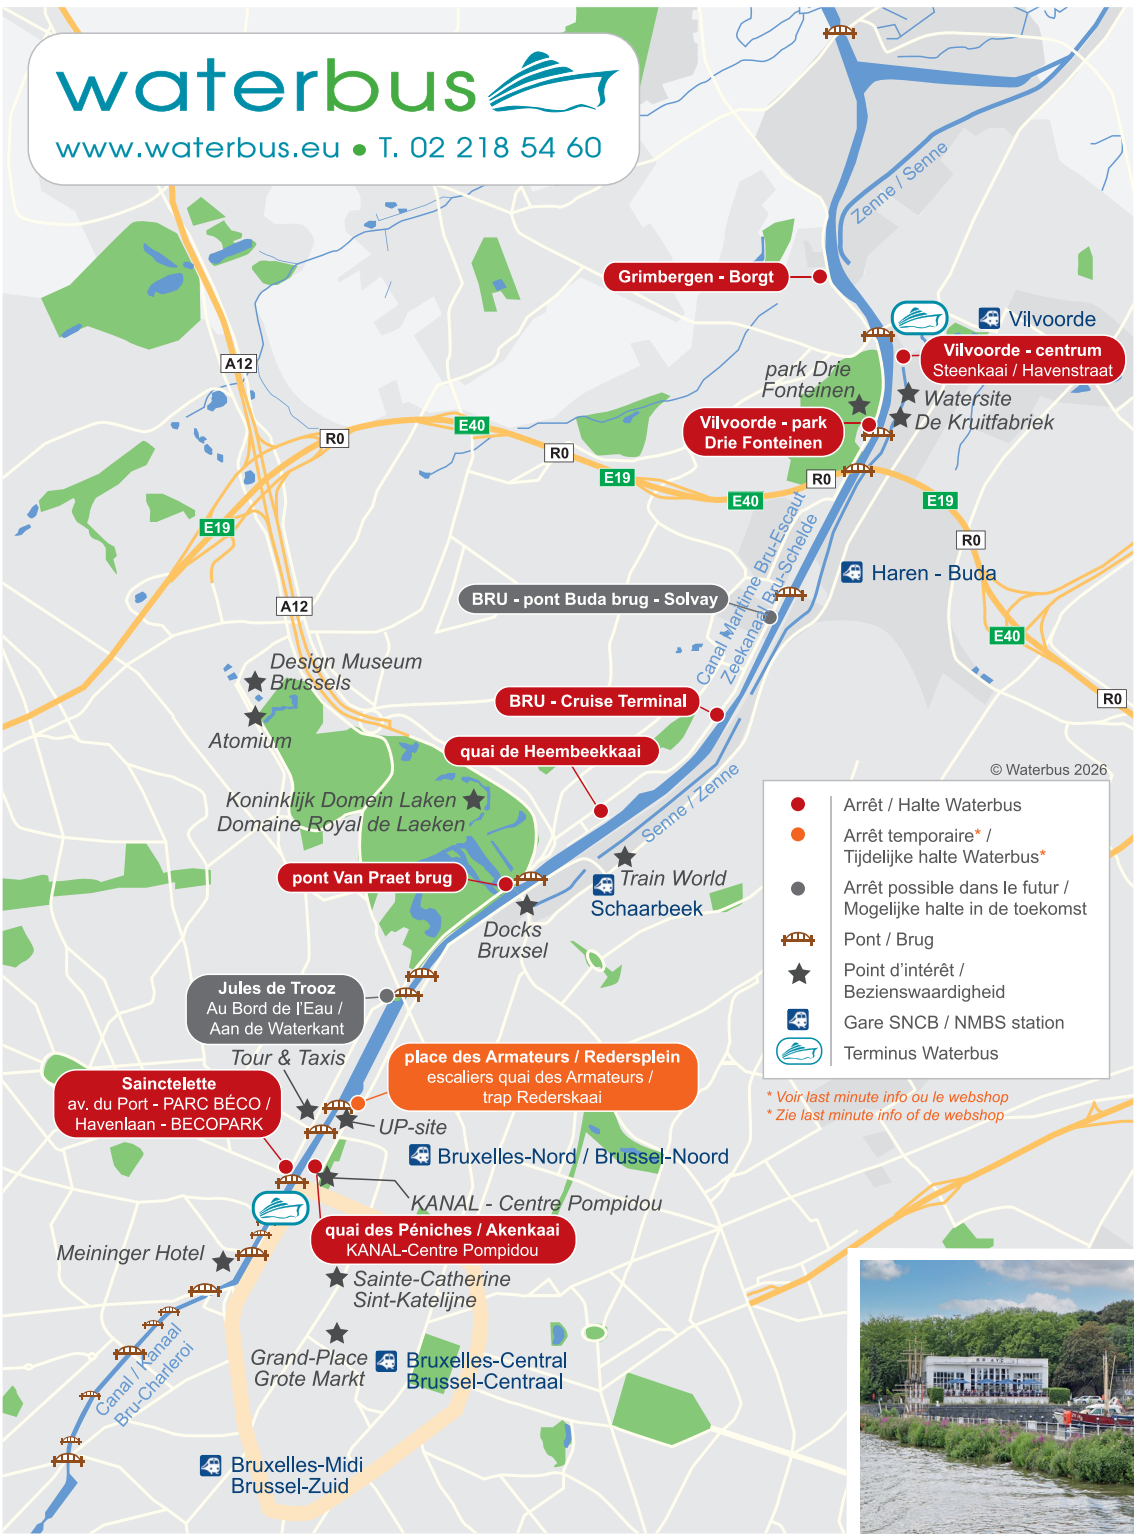 waterbus
www.waterbus.eu • T. 02 218 54 60
Zenne / Senne
Grimbergen - Borgt
Vilvoorde
Vilvoorde - centrum
Steenkaai / Havenstraat
A12
park Drie
Fonteinen
Watersite
De Kruitfabriek
Vilvoorde - park
Drie Fonteinen
E40
R0
R0
E19
R0
E40
E19
E19
R0
Canal Maritime Bru-Escaut
Zeekanaal Bru-Schelde
Haren - Buda
BRU - pont Buda brug - Solvay
A12
E40
Design Museum
Brussels
R0
BRU - Cruise Terminal
Atomium
quai de Heembeekkaai
© Waterbus 2026
Koninklijk Domein Laken
Domaine Royal de Laeken
Senne / Zenne
Arrêt / Halte Waterbus
Arrêt temporaire* /
Tijdelijke halte Waterbus*
Arrêt possible dans le futur /
Mogelijke halte in de toekomst
Pont / Brug
Point d'intérêt /
Bezienswaardigheid
Gare SNCB / NMBS station
Terminus Waterbus
* Voir last minute info ou le webshop
* Zie last minute info of de webshop
pont Van Praet brug
Train World
Schaarbeek
Docks
Bruxsel
Jules de Trooz
Au Bord de l'Eau /
Aan de Waterkant
Tour & Taxis
place des Armateurs / Redersplein
escaliers quai des Armateurs /
trap Rederskaai
Sainctelette
av. du Port - PARC BÉCO /
Havenlaan - BECOPARK
UP-site
Bruxelles-Nord / Brussel-Noord
KANAL - Centre Pompidou
quai des Péniches / Akenkaai
KANAL-Centre Pompidou
Meininger Hotel
Sainte-Catherine
Sint-Katelijne
Canal / Kanaal
Bru-Charleroi
Grand-Place
Grote Markt
Bruxelles-Central
Brussel-Centraal
Bruxelles-Midi
Brussel-Zuid